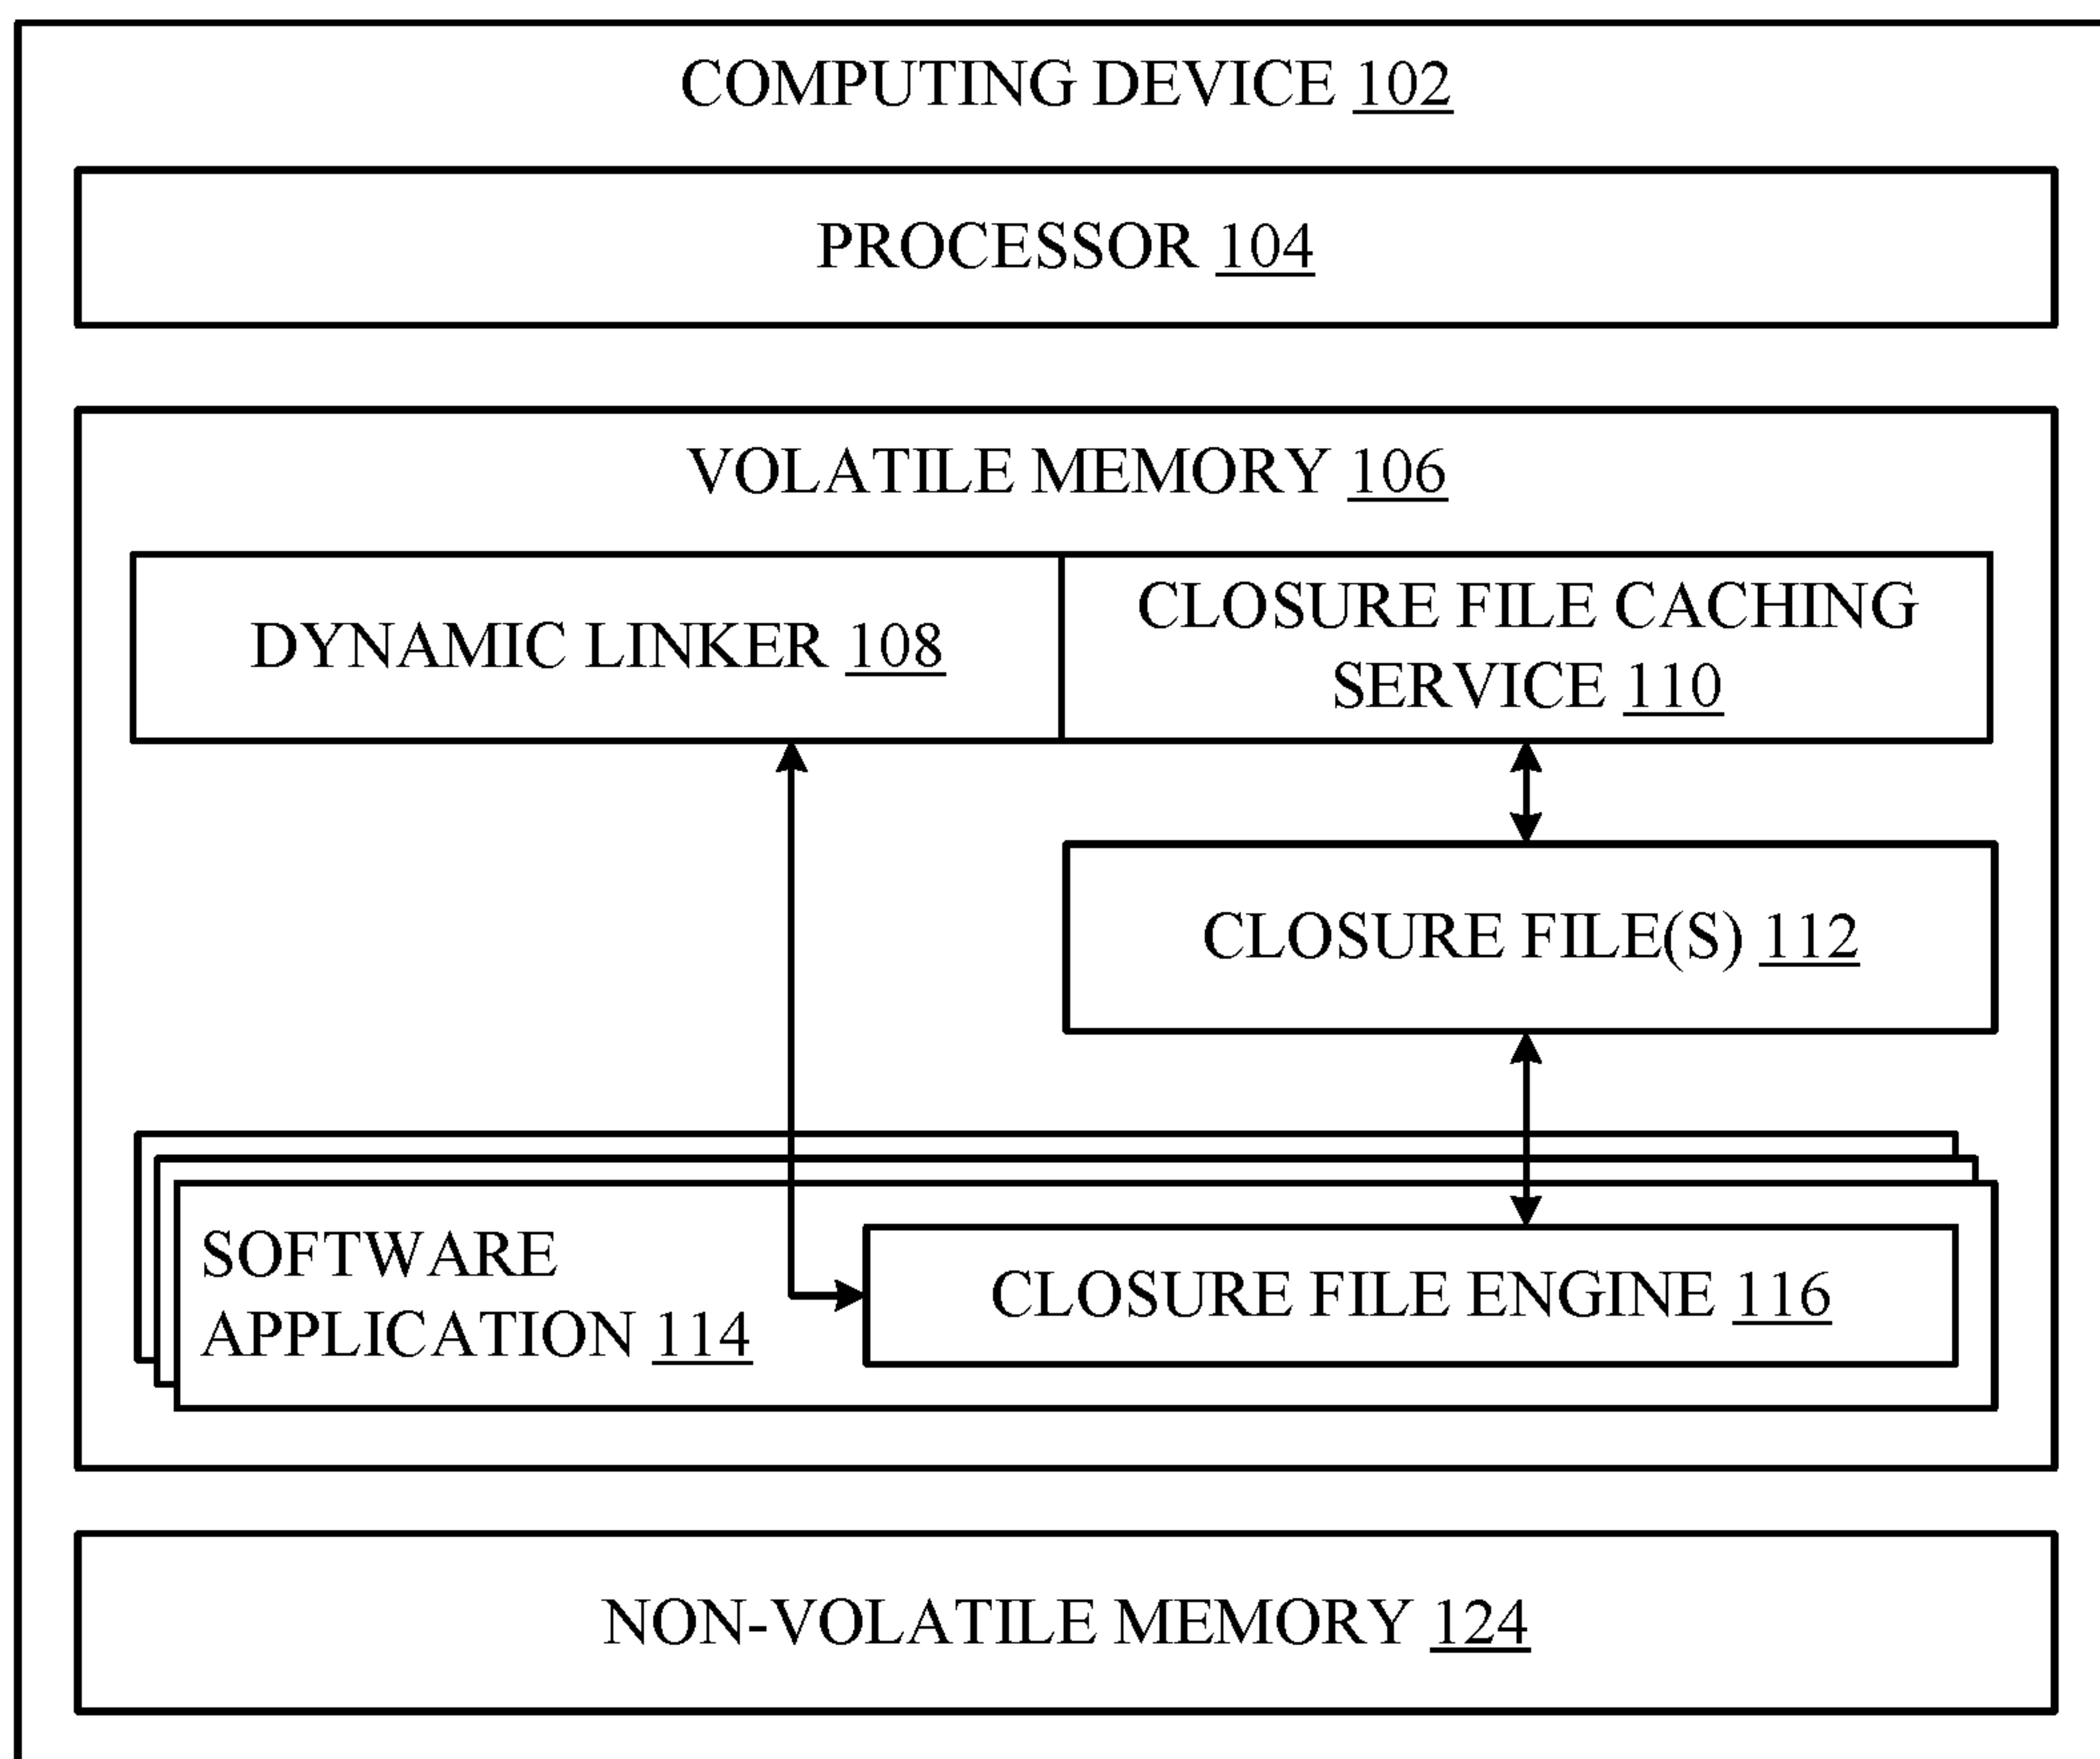 COMPUTING DEVICE 102
PROCESSOR 104
VOLATILE MEMORY 106
DYNAMIC LINKER 108
CLOSURE FILE CACHING
SERVICE 110
CLOSURE FILE(S) 112
SOFTWARE
APPLICATION 114
CLOSURE FILE ENGINE 116
NON-VOLATILE MEMORY 124